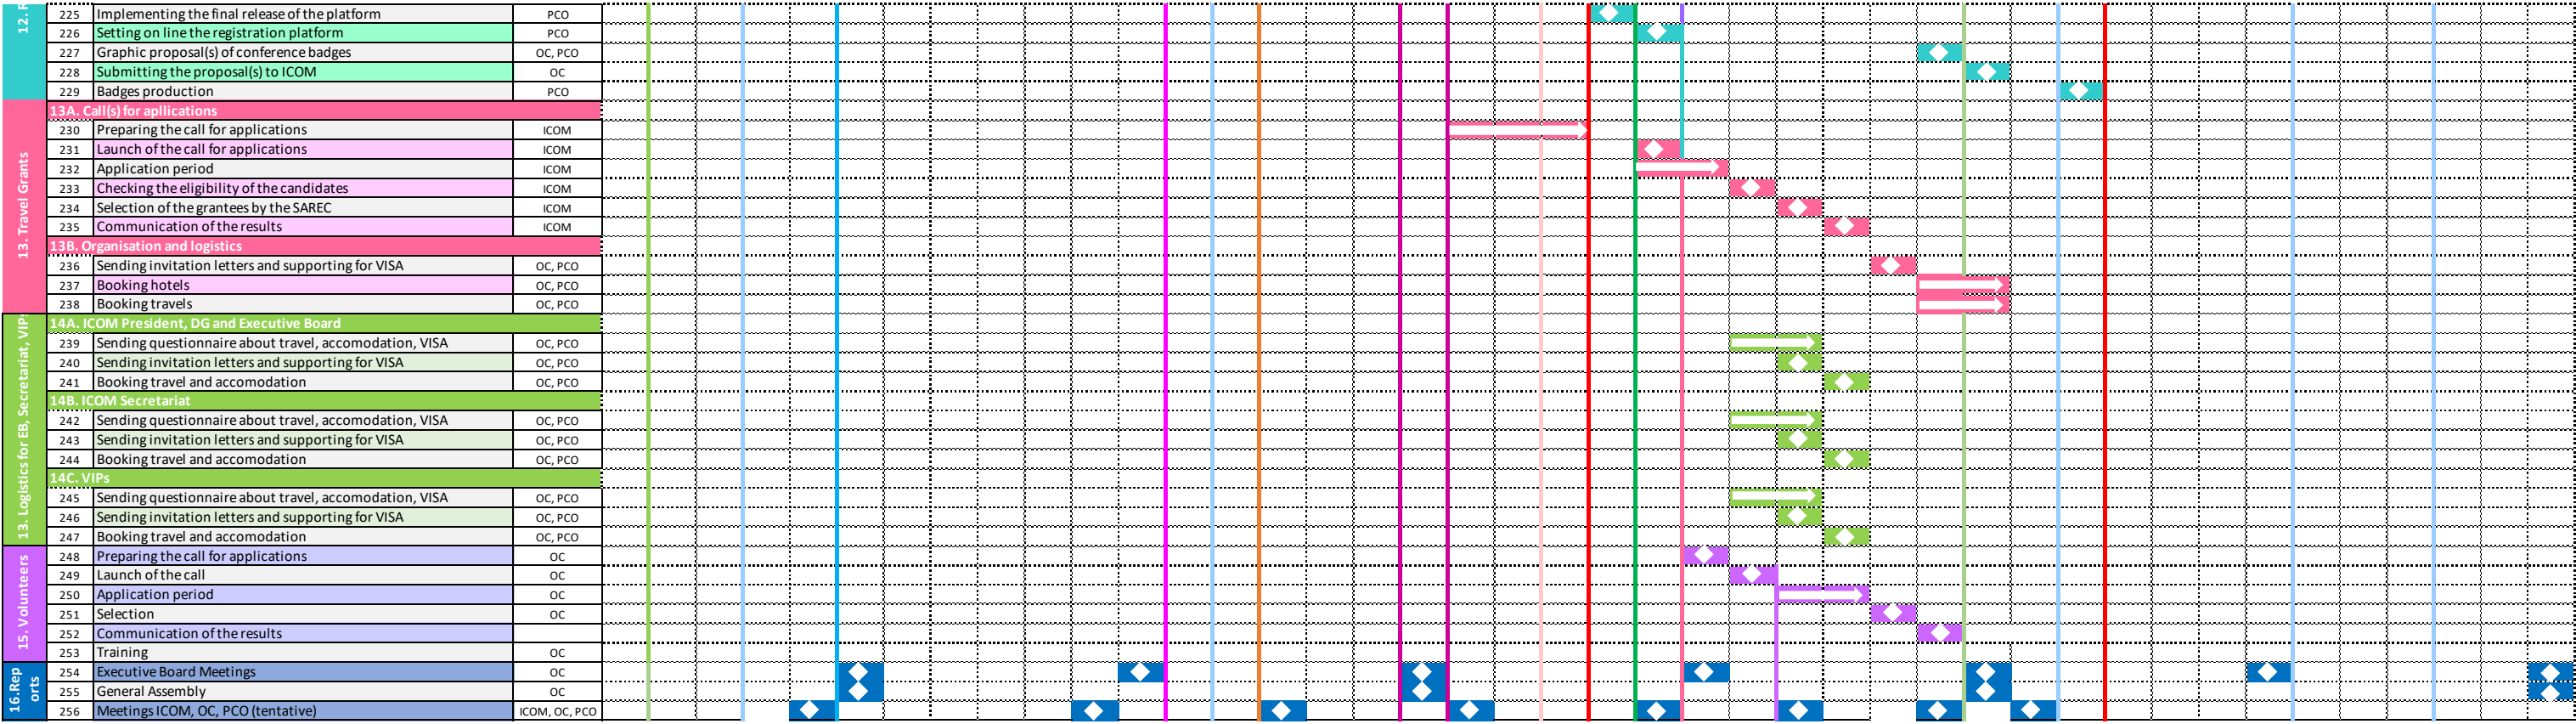 12. R
225 Implementing the final release of the platform PCO
226 Setting on line the registration platform PCO
227 Graphic proposal(s) of conference badges OC, PCO
228 Submitting the proposal(s) to ICOM OC
229 Badges production PCO
13. Travel Grants
13A. Call(s) for apllications
230 Preparing the call for applications ICOM
231 Launch of the call for applications ICOM
232 Application period ICOM
233 Checking the eligibility of the candidates ICOM
234 Selection of the grantees by the SAREC ICOM
235 Communication of the results ICOM
13B. Organisation and logistics
236 Sending invitation letters and supporting for VISA OC, PCO
237 Booking hotels OC, PCO
238 Booking travels OC, PCO
13. Logistics for EB, Secretariat, VIPs
14A. ICOM President, DG and Executive Board
239 Sending questionnaire about travel, accomodation, VISA OC, PCO
240 Sending invitation letters and supporting for VISA OC, PCO
241 Booking travel and accomodation OC, PCO
14B. ICOM Secretariat
242 Sending questionnaire about travel, accomodation, VISA OC, PCO
243 Sending invitation letters and supporting for VISA OC, PCO
244 Booking travel and accomodation OC, PCO
14C. VIPs
245 Sending questionnaire about travel, accomodation, VISA OC, PCO
246 Sending invitation letters and supporting for VISA OC, PCO
247 Booking travel and accomodation OC, PCO
15. Volunteers
248 Preparing the call for applications OC
249 Launch of the call OC
250 Application period OC
251 Selection OC
252 Communication of the results
253 Training OC
16.Rep
orts
254 Executive Board Meetings OC
255 General Assembly OC
256 Meetings ICOM, OC, PCO (tentative) ICOM, OC, PCO